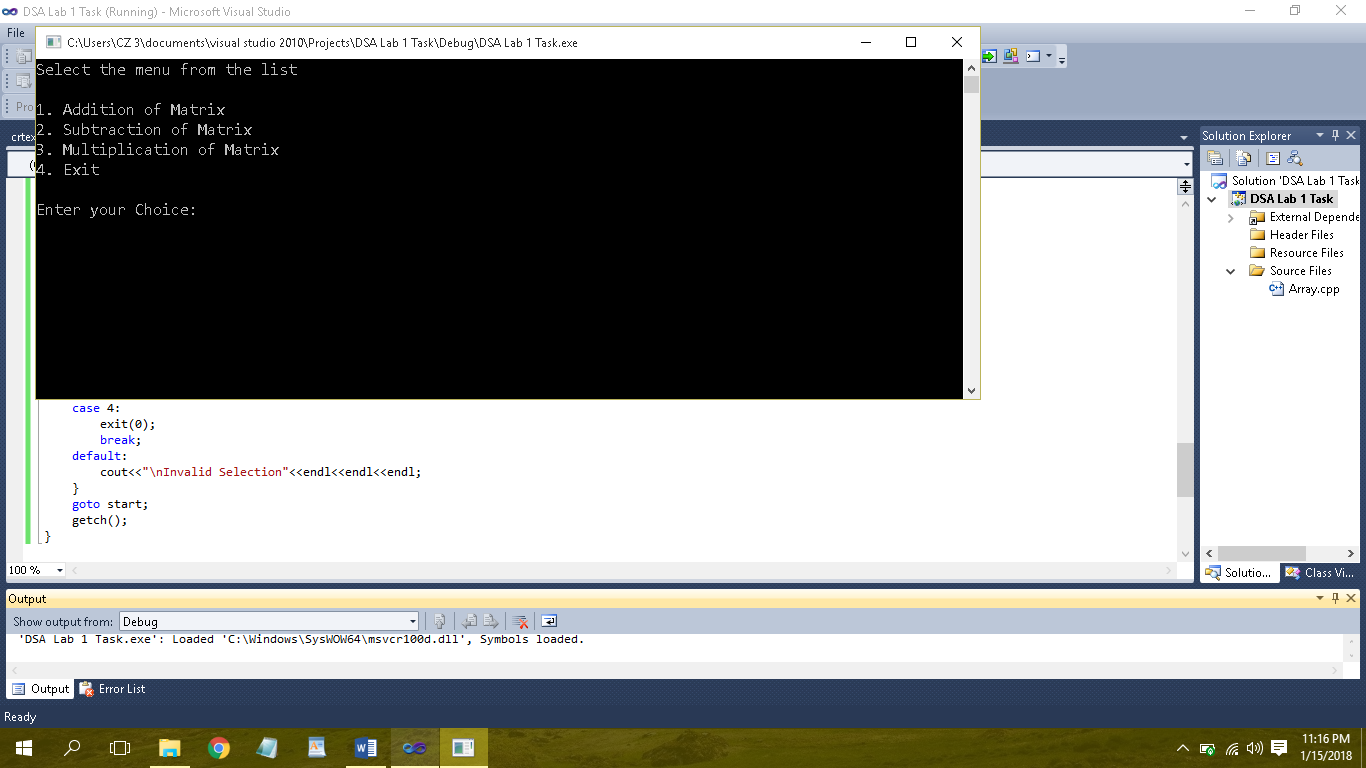 DSA Lab 1 Task (Running) - Microsoft Visual Studio
File
C:\Users\CZ 3\documents\visual studio 2010\Projects\DSA Lab 1 Task\Debug\DSA Lab 1 Task.exe
Select the menu from the list
1. Addition of Matrix
2. Subtraction of Matrix
3. Multiplication of Matrix
4. Exit
Enter your Choice:
Pro
crtex
case 4:
exit(0);
break;
default:
cout<<"\nInvalid Selection"<<endl<<endl<<endl;
}
goto start;
getch();
}
100 %
Solution Explorer
Solution 'DSA Lab 1 Task
DSA Lab 1 Task
External Depende
Header Files
Resource Files
Source Files
Array.cpp
Solutio...
Class Vi...
Output
Show output from: Debug
'DSA Lab 1 Task.exe': Loaded 'C:\Windows\SysWOW64\msvcr100d.dll', Symbols loaded.
Output
Error List
Ready
11:16 PM
1/15/2018